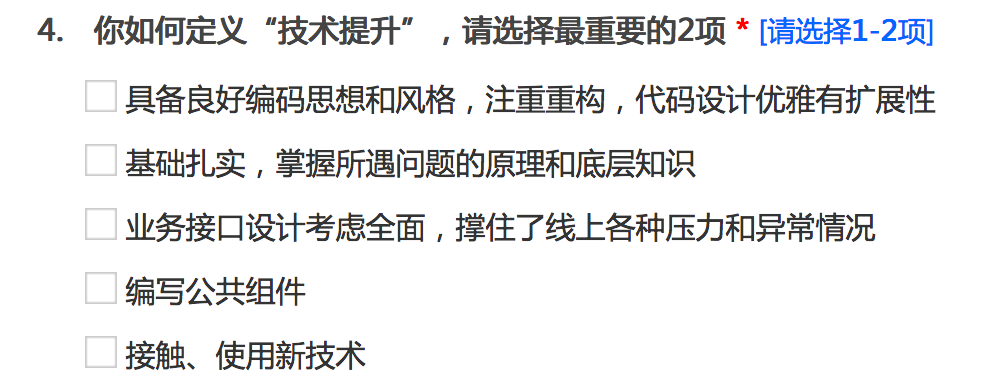 4. 你如何定义“技术提升”，请选择最重要的2项 * [请选择1-2项]
具备良好编码思想和风格，注重重构，代码设计优雅有扩展性
基础扎实，掌握所遇问题的原理和底层知识
业务接口设计考虑全面，撑住了线上各种压力和异常情况
编写公共组件
接触、使用新技术